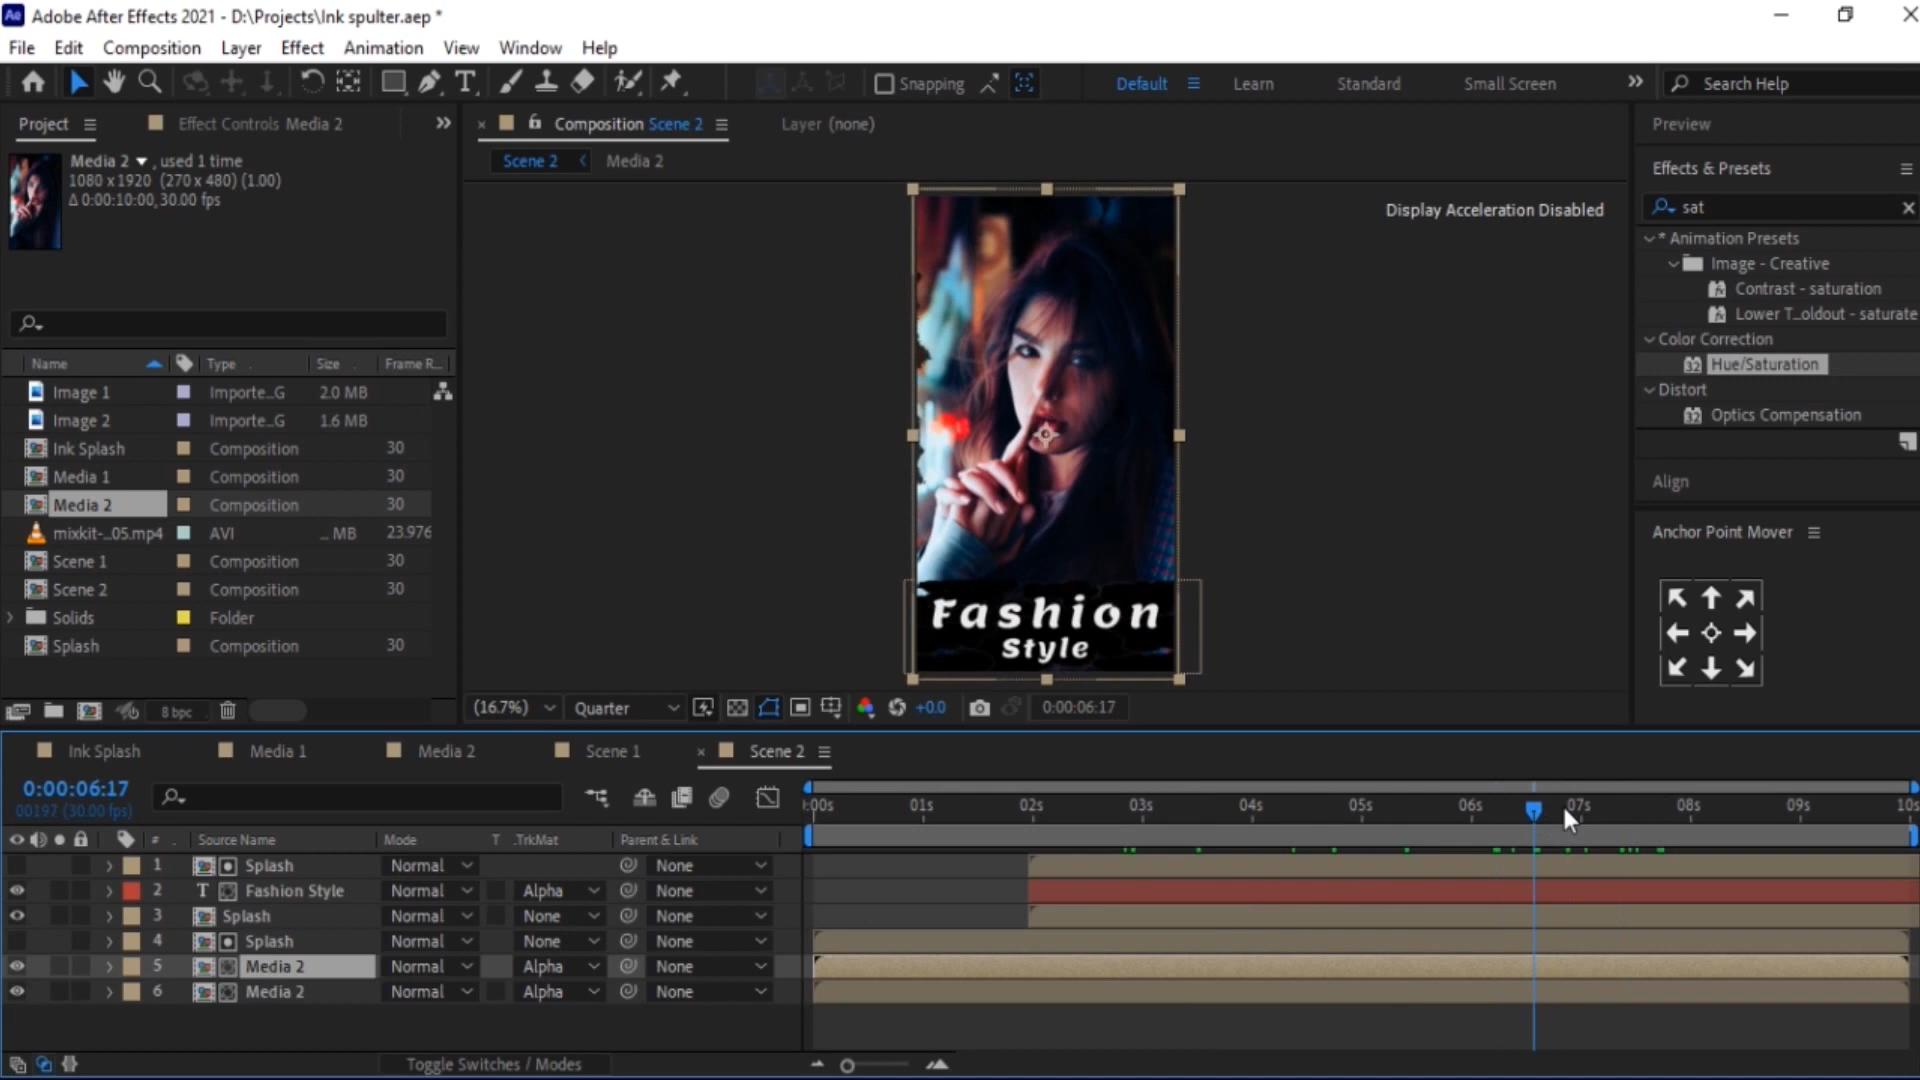 Ae Adobe After Effects 2021 - D:\Projects\Ink spulter.aep *
File Edit Composition Layer Effect Animation View Window Help
Snapping Default Learn Standard Small Screen Search Help
Project Effect Controls Media 2
Composition Scene 2 Layer (none)
Preview
Media 2 , used 1 time
1080 x 1920 (270 x 480) (1.00)
Δ 0:00:10:00, 30.00 fps
Scene 2 Media 2
Effects & Presets
Display Acceleration Disabled
sat
* Animation Presets
Image - Creative
Contrast - saturation
Lower T_oldout - saturate
Color Correction
Hue/Saturation
Distort
Optics Compensation
Align
Anchor Point Mover
Name Type Size Frame R...
Image 1 Importe_G 2.0 MB
Image 2 Importe_G 1.6 MB
Ink Splash Composition 30
Media 1 Composition 30
Media 2 Composition 30
mixkit-_05.mp4 AVI _ MB 23.976
Scene 1 Composition 30
Scene 2 Composition 30
Solids Folder
Splash Composition 30
Fashion
Style
8 bpc
(16.7%) Quarter +0.0 0:00:06:17
Ink Splash Media 1 Media 2 Scene 1 × Scene 2
0:00:06:17
00197 (30.00 fps)
:00s 01s 02s 03s 04s 05s 06s 07s 08s 09s 10s
# Source Name Mode T .TrkMat Parent & Link
1 Splash Normal None
2 T Fashion Style Normal Alpha None
3 Splash Normal None None
4 Splash Normal None None
5 Media 2 Normal Alpha None
6 Media 2 Normal Alpha None
Toggle Switches / Modes